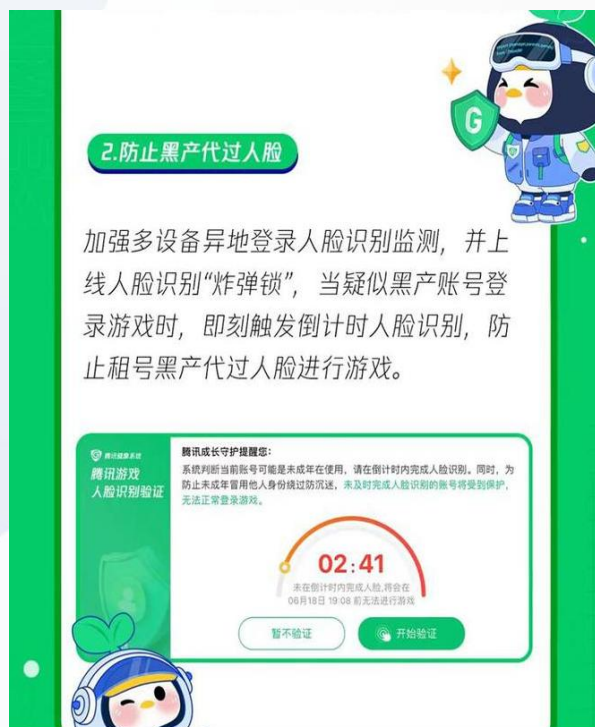 G
2.防止黑产代过人脸
加强多设备异地登录人脸识别监测，并上
线人脸识别“炸弹锁”，当疑似黑产账号登
录游戏时，即刻触发倒计时人脸识别，防
止租号黑产代过人脸进行游戏。
腾讯健康系统
腾讯游戏
人脸识别验证
腾讯成长守护提醒您：
系统判断当前账号可能是未成年在使用，请在倒计时内完成人脸识别。同时，为
防止未成年冒用他人身份绕过防沉迷，未及时完成人脸识别的账号将受到保护，
无法正常登录游戏。
02:41
未在倒计时内完成人脸,将会在
06月18日 19:08 前无法进行游戏
暂不验证
开始验证